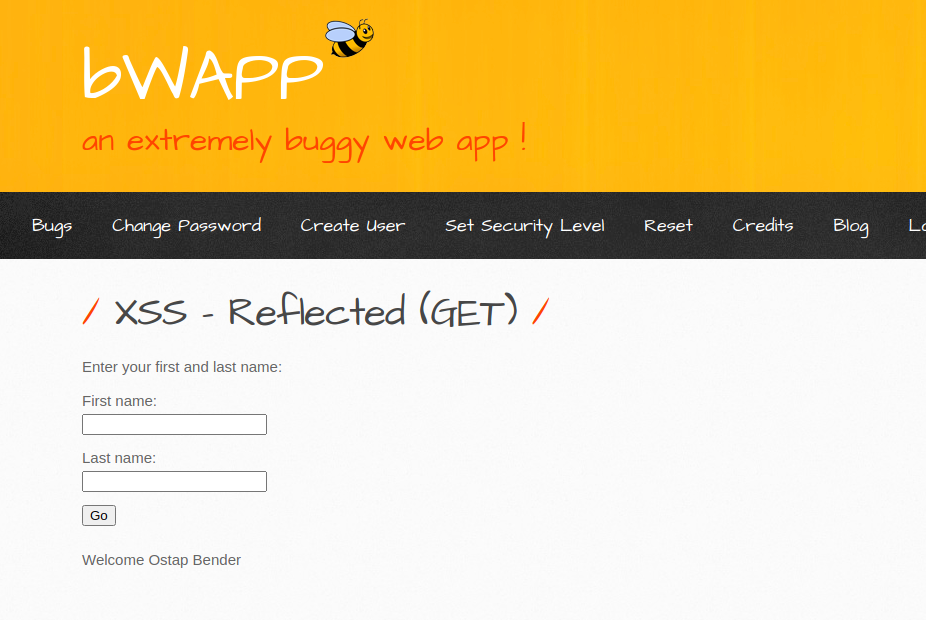 bWAPP
an extremely buggy web app !
Bugs Change Password Create User Set Security Level Reset Credits Blog
/ XSS - Reflected (GET) /
Enter your first and last name:
First name:
Last name:
Go
Welcome Ostap Bender